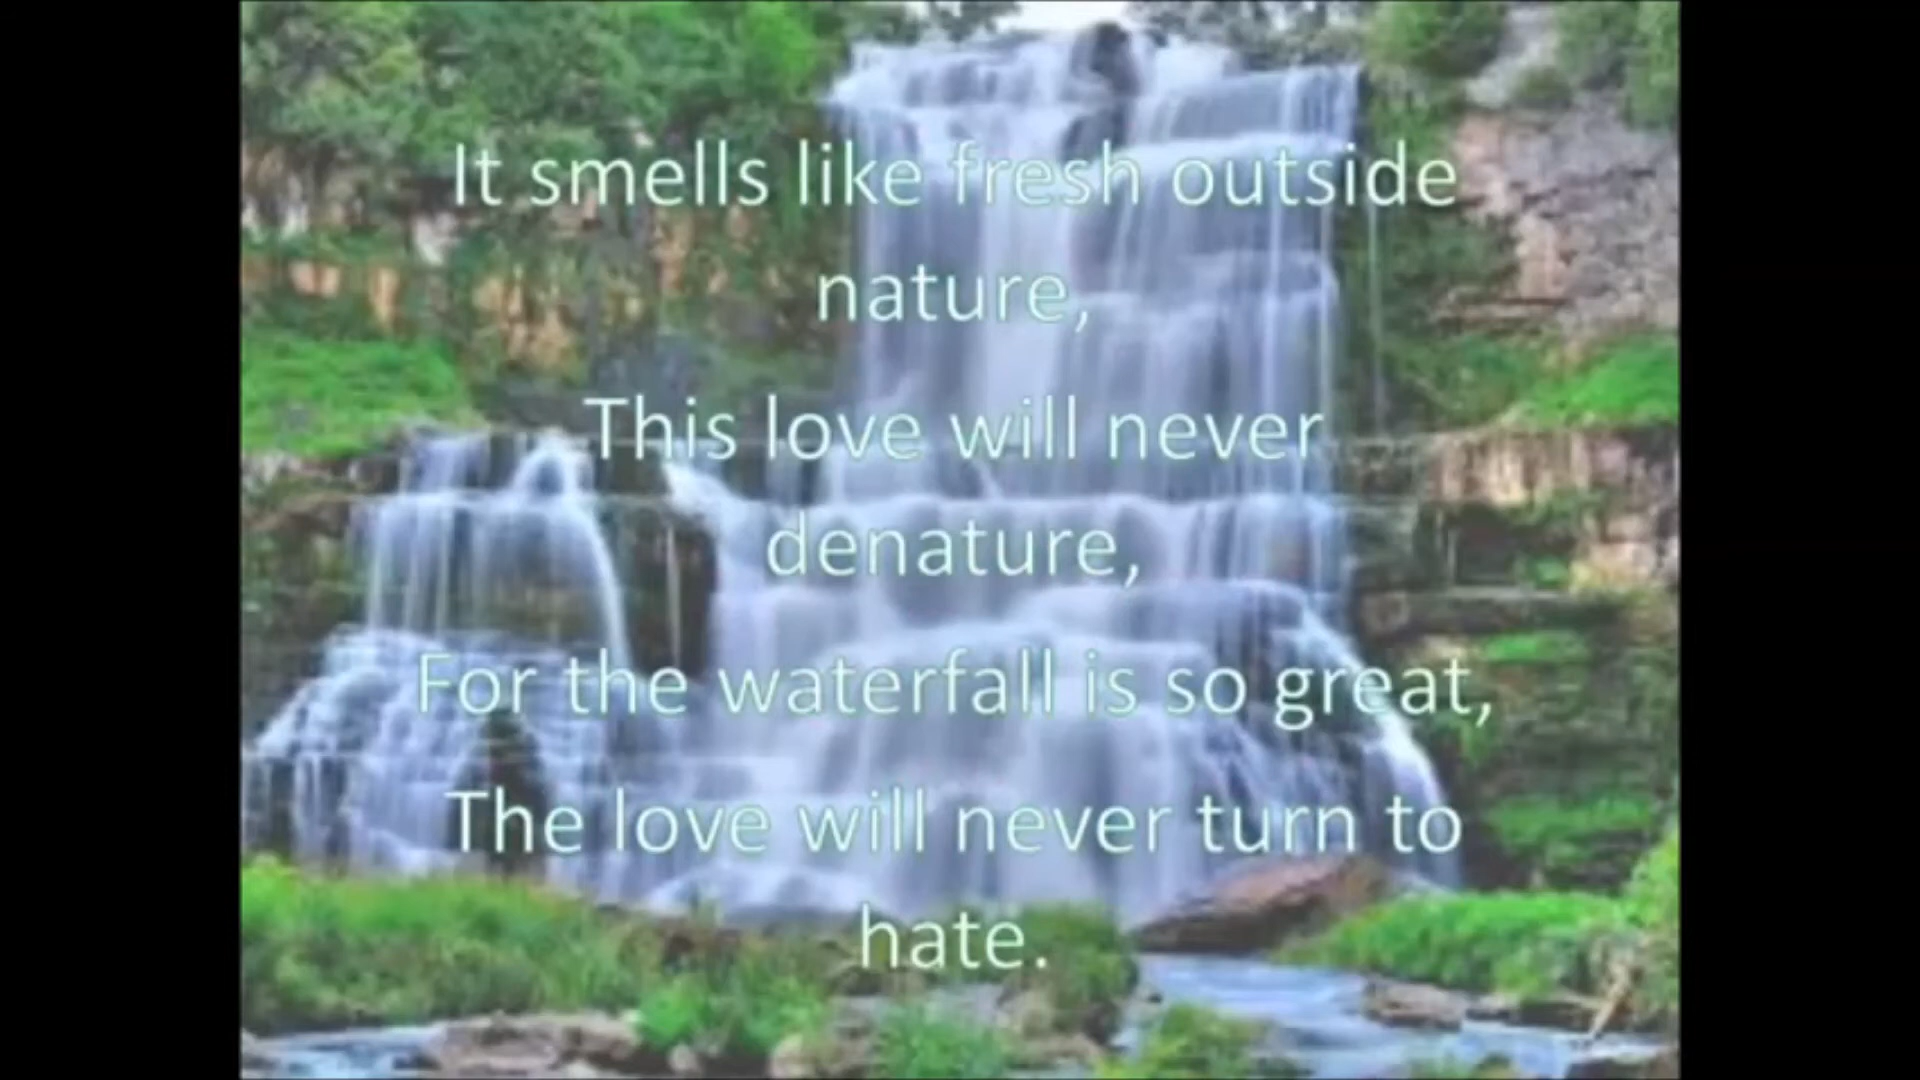 It smells like fresh outside
nature,
This love will never
denature,
For the waterfall is so great,
The love will never turn to
hate.